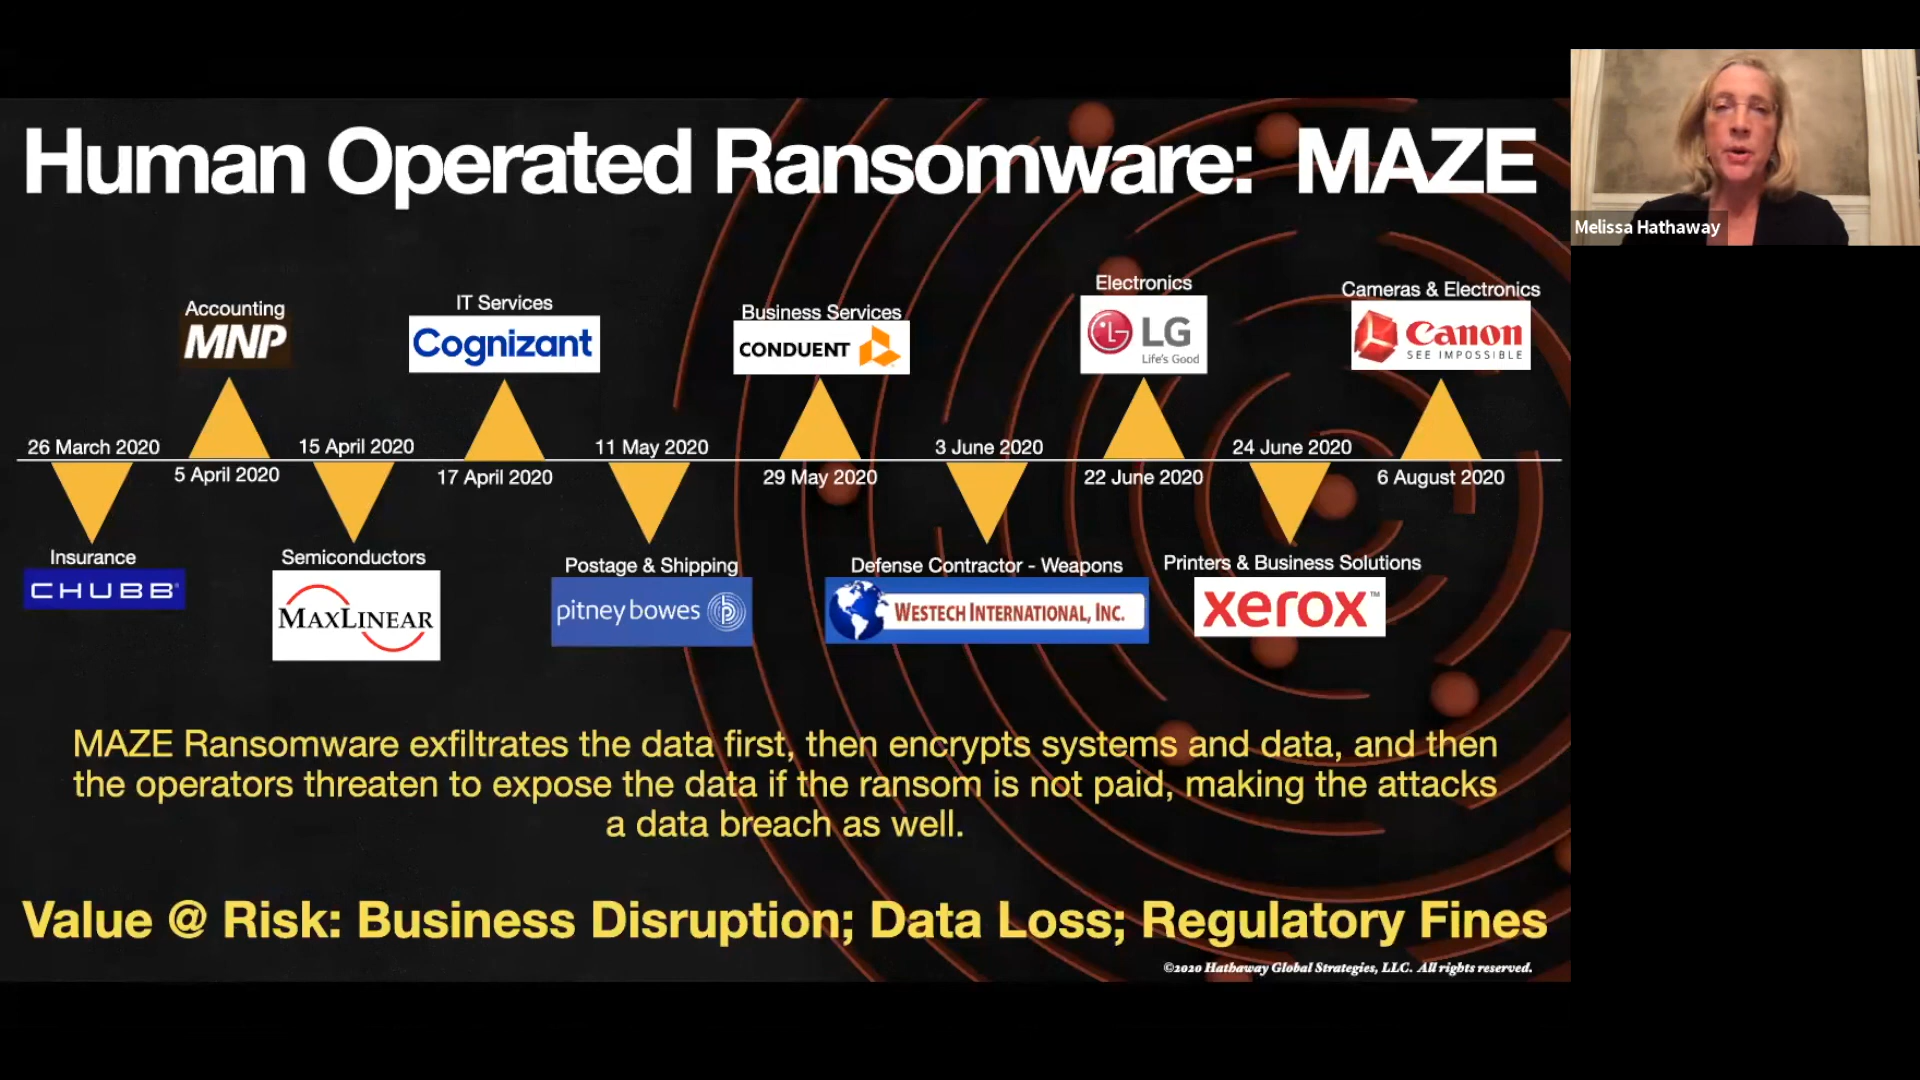 Human Operated Ransomware: MAZE
Melissa Hathaway
Accounting
MNP
IT Services
Cognizant
Business Services
CONDUENT
Electronics
LG
Life's Good
Cameras & Electronics
Canon
SEE IMPOSSIBLE
26 March 2020
5 April 2020
15 April 2020
17 April 2020
11 May 2020
29 May 2020
3 June 2020
22 June 2020
24 June 2020
6 August 2020
Insurance
CHUBB
Semiconductors
MAXLINEAR
Postage & Shipping
pitney bowes
Defense Contractor - Weapons
WESTECH INTERNATIONAL, INC.
Printers & Business Solutions
xerox™
MAZE Ransomware exfiltrates the data first, then encrypts systems and data, and then
the operators threaten to expose the data if the ransom is not paid, making the attacks
a data breach as well.
Value @ Risk: Business Disruption; Data Loss; Regulatory Fines
©2020 Hathaway Global Strategies, LLC. All rights reserved.